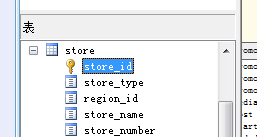 表
store
store_id
store_type
region_id
store_name
store_number